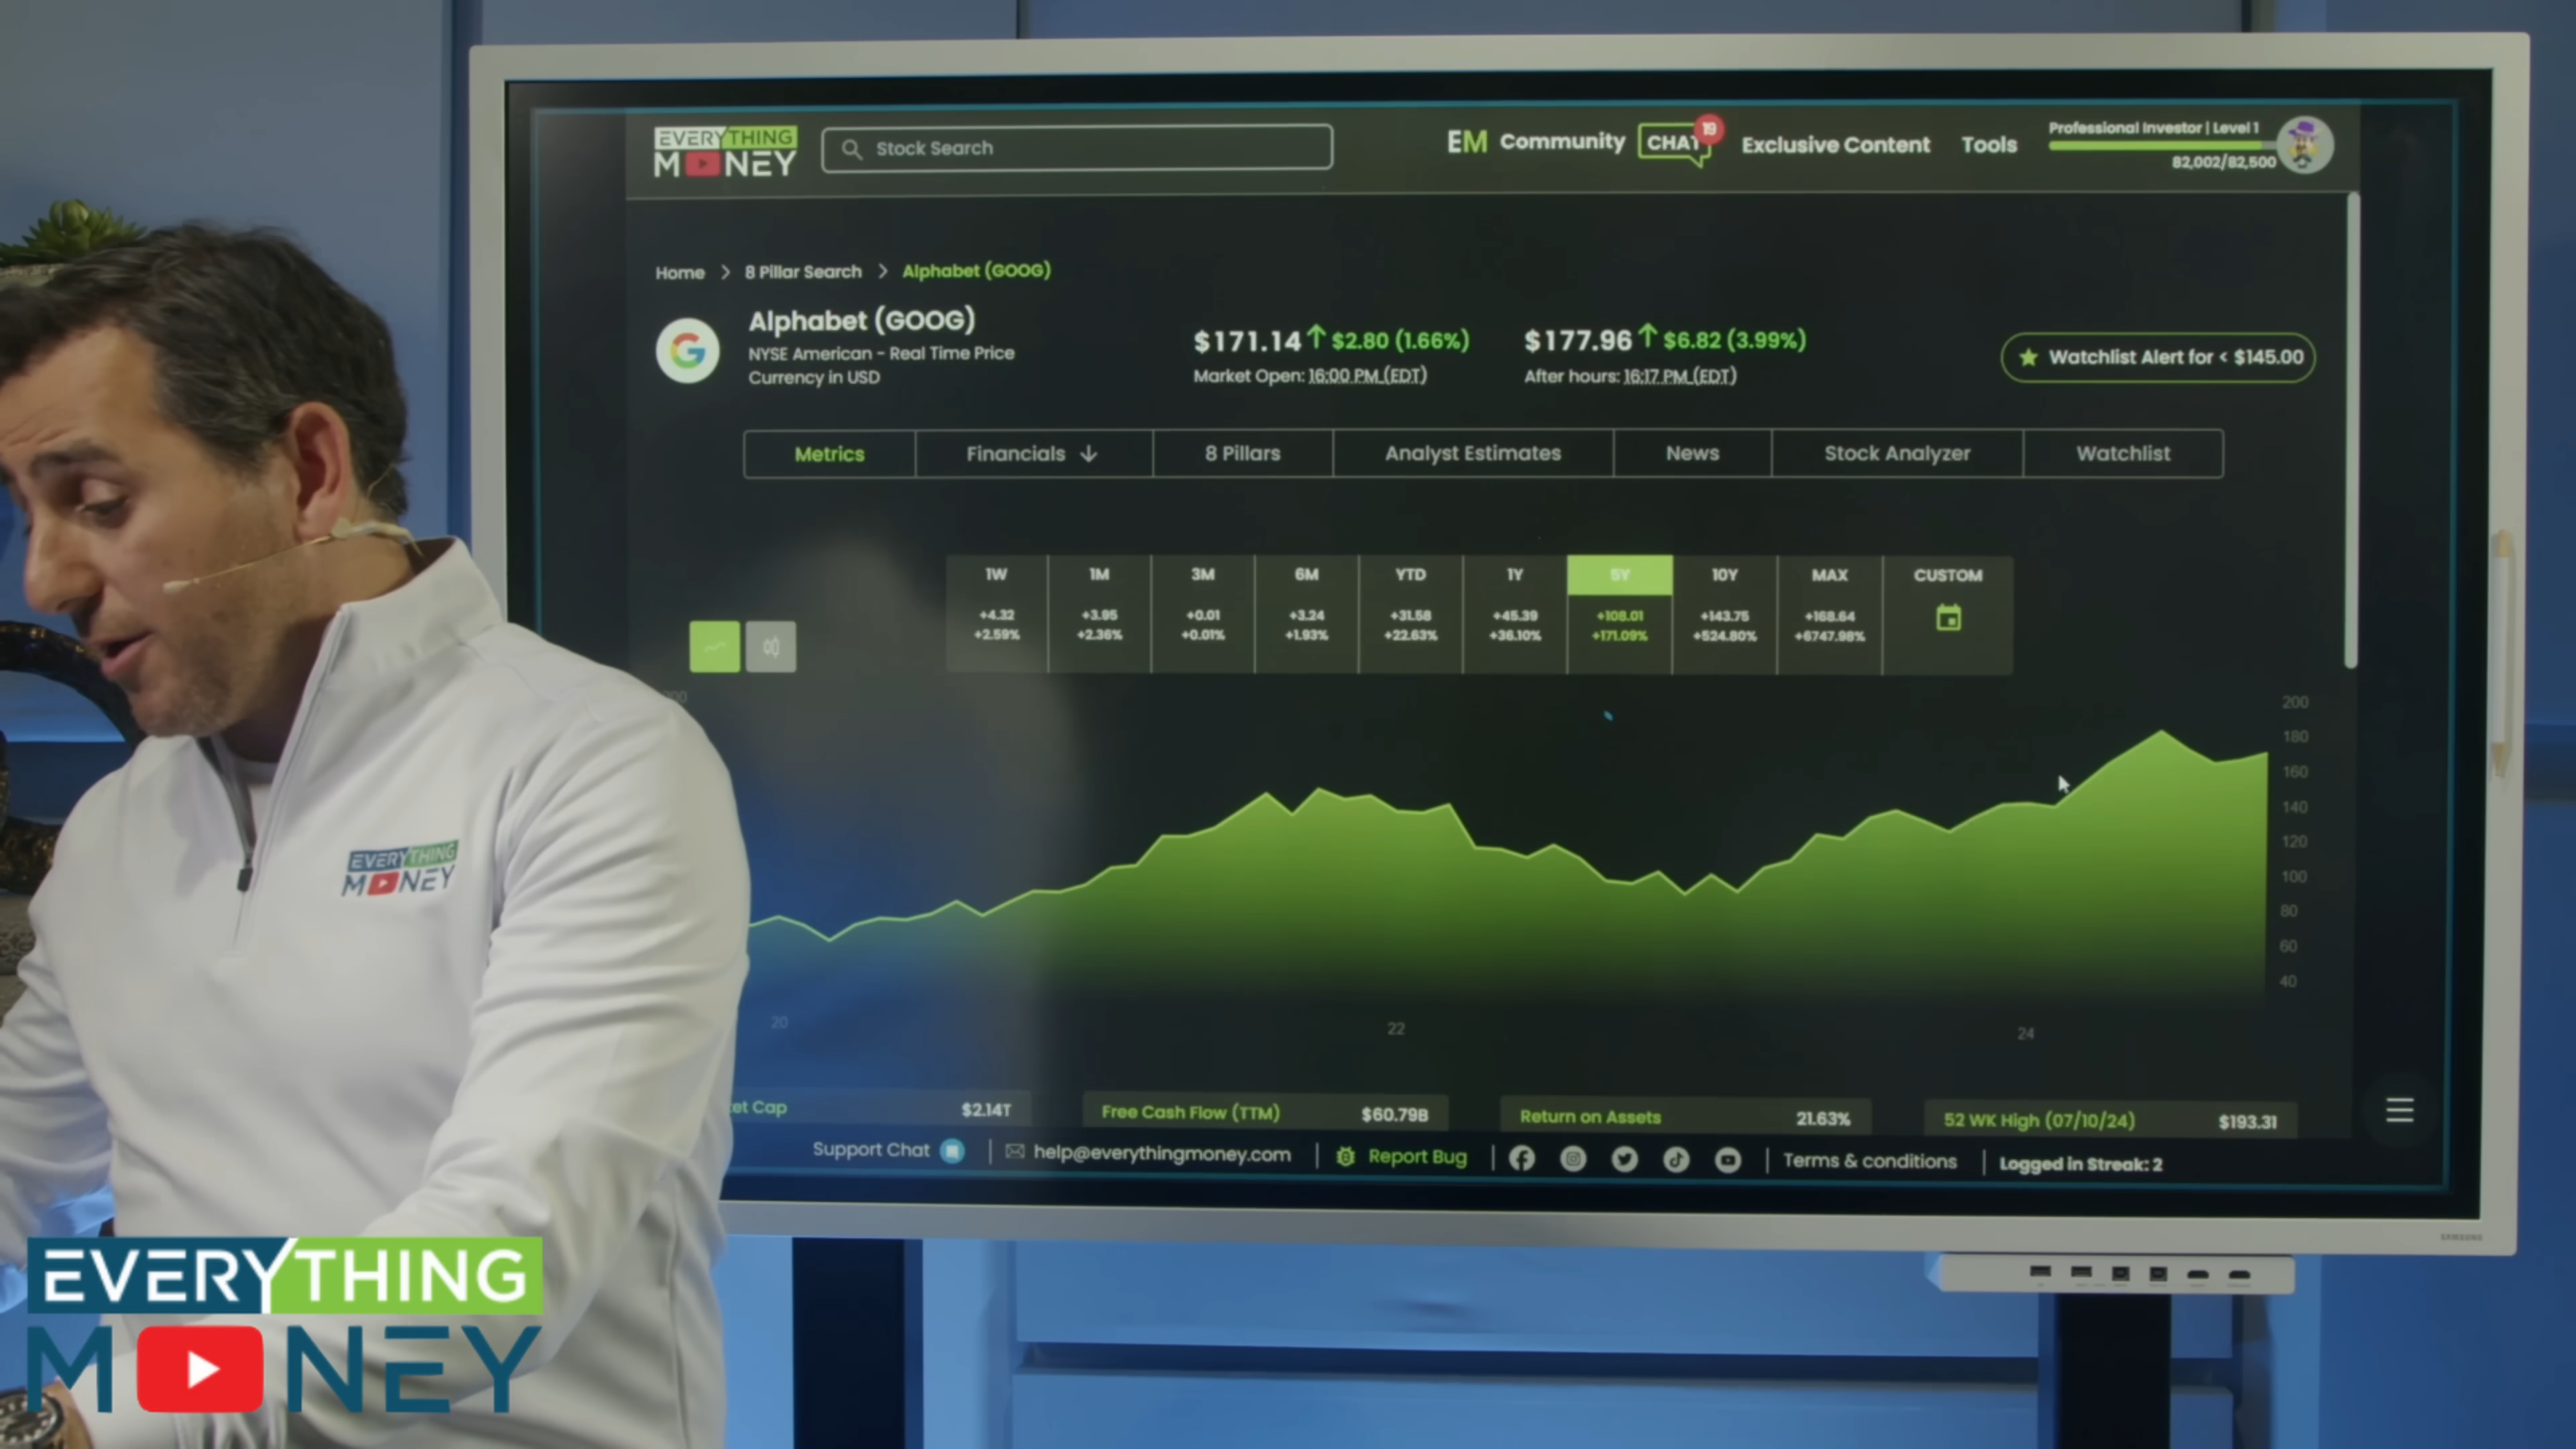 EVERYTHING
MONEY
Stock Search
EM Community
CHAT
19
Exclusive Content
Tools
Professional Investor | Level 1
82,002/82,500
Home > 8 Pillar Search > Alphabet (GOOG)
G
Alphabet (GOOG)
NYSE American - Real Time Price
Currency in USD
$171.14 ↑ $2.80 (1.66%)
Market Open: 16:00 PM (EDT)
$177.96 ↑ $6.82 (3.99%)
After hours: 16:17 PM (EDT)
★ Watchlist Alert for < $145.00
Metrics
Financials ↓
8 Pillars
Analyst Estimates
News
Stock Analyzer
Watchlist
1W
+4.32
+2.59%
1M
+3.95
+2.36%
3M
+0.01
+0.01%
6M
+3.24
+1.93%
YTD
+31.58
+22.63%
1Y
+45.39
+36.10%
5Y
+108.01
+171.09%
10Y
+143.75
+524.80%
MAX
+168.64
+6747.98%
CUSTOM
200
180
160
140
120
100
80
60
40
20
22
24
et Cap
$2.14T
Free Cash Flow (TTM)
$60.79B
Return on Assets
21.63%
52 WK High (07/10/24)
$193.31
Support Chat
help@everythingmoney.com
Report Bug
Terms & conditions
Logged in Streak: 2
SAMSUNG
EVERYTHING
MONEY
EVERYTHING
MONEY